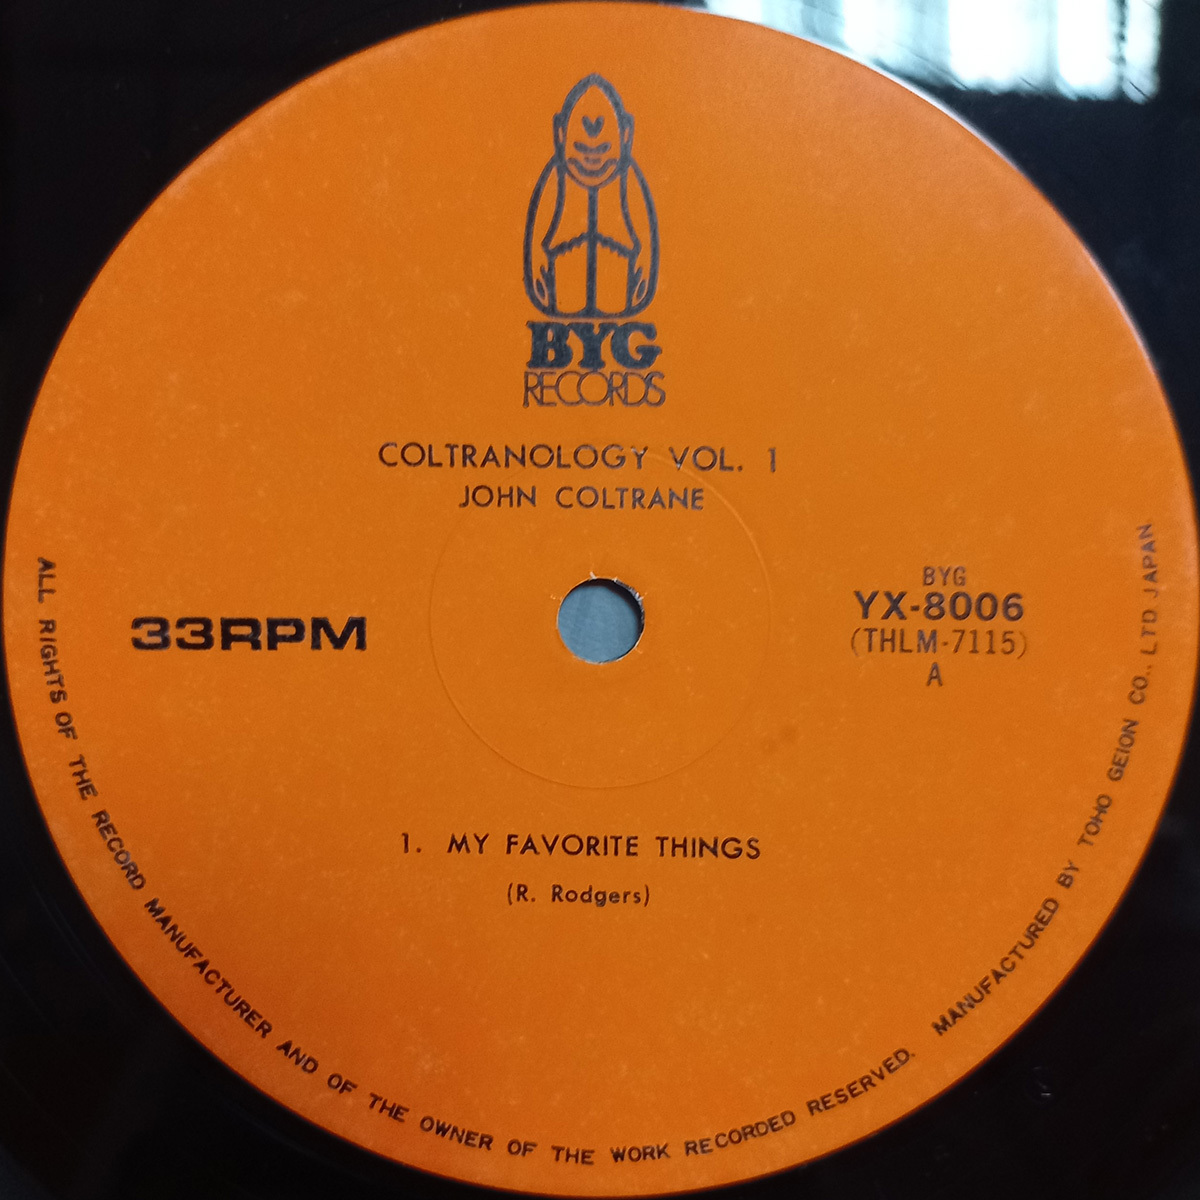 BYG
RECORDS
COLTRANOLOGY VOL. 1
JOHN COLTRANE
33RPM
BYG
YX-8006
(THLM-7115)
A
1. MY FAVORITE THINGS
(R. Rodgers)
ALL RIGHTS OF THE RECORD MANUFACTURER AND OF THE OWNER OF THE WORK RECORDED RESERVED. MANUFACTURED BY TOHO GEION CO., LTD JAPAN